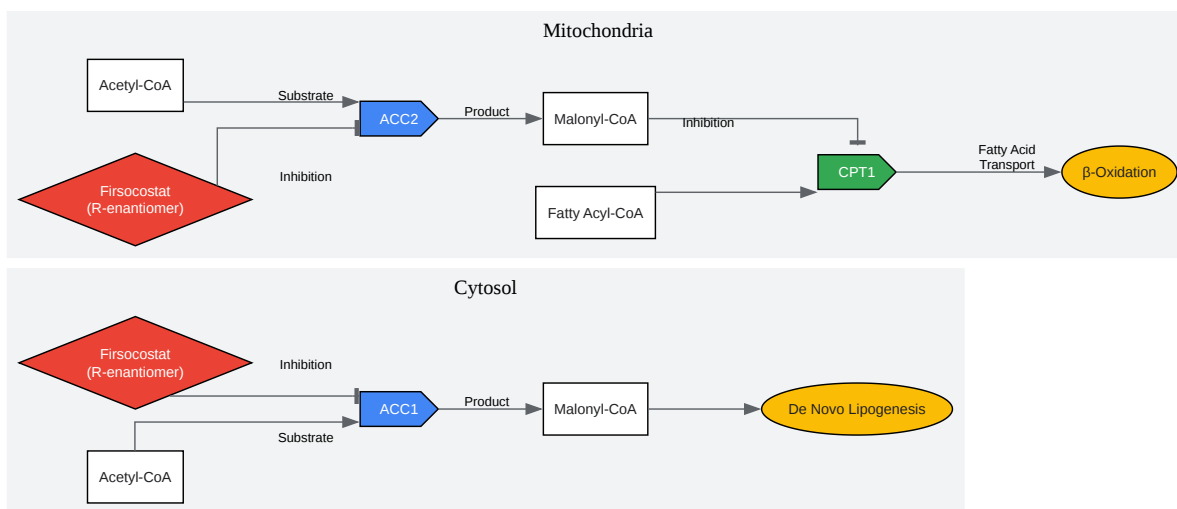 Mitochondria
Acetyl-CoA
Substrate
ACC2
Product
Malonyl-CoA
Inhibition
Fatty Acid
Transport
CPT1
β-Oxidation
Firsocostat
(R-enantiomer)
Inhibition
Fatty Acyl-CoA
Cytosol
Firsocostat
(R-enantiomer)
Inhibition
ACC1
Product
Malonyl-CoA
De Novo Lipogenesis
Substrate
Acetyl-CoA